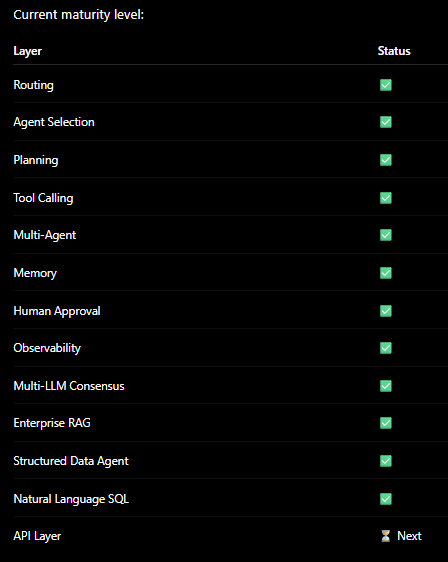 Current maturity level:
Layer Status
Routing ✅
Agent Selection ✅
Planning ✅
Tool Calling ✅
Multi-Agent ✅
Memory ✅
Human Approval ✅
Observability ✅
Multi-LLM Consensus ✅
Enterprise RAG ✅
Structured Data Agent ✅
Natural Language SQL ✅
API Layer ⏳ Next